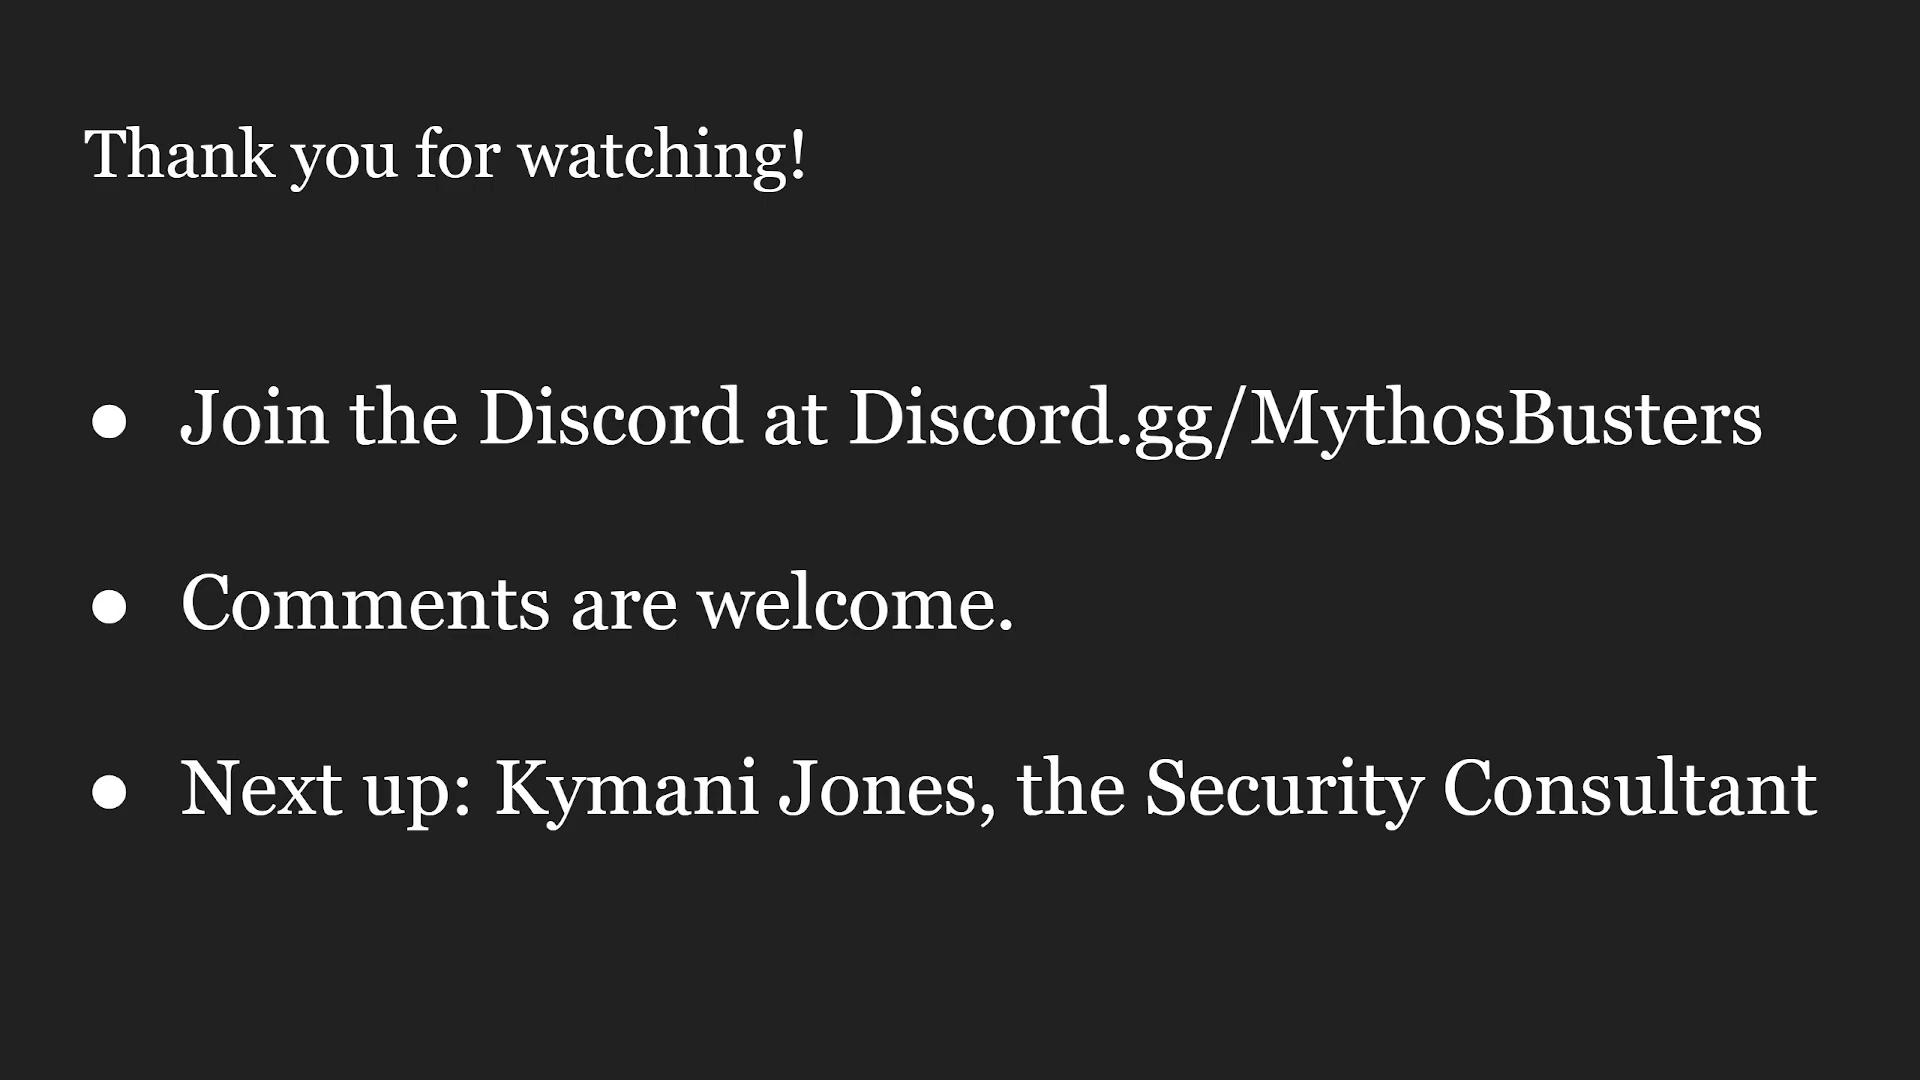 Thank you for watching!
● Join the Discord at Discord.gg/MythosBusters
● Comments are welcome.
● Next up: Kymani Jones, the Security Consultant